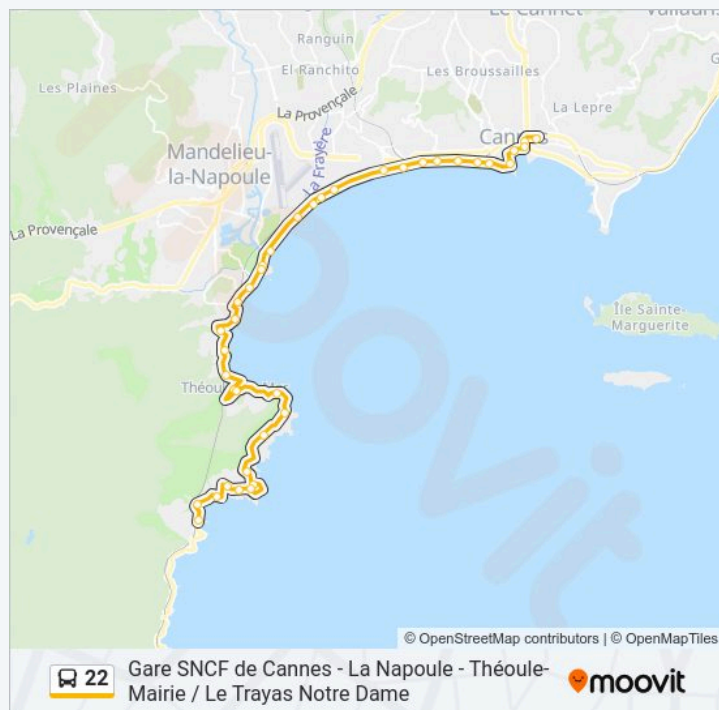 Le Cannet
Vallauris
Ranguin
El Ranchito
Les Broussailles
Les Plaines
La Lepre
La Provençale
Cannes
La Frayère
Mandelieu-
la-Napoule
La Provençale
Île Sainte-
Marguerite
moovit
© OpenStreetMap contributors | © OpenMapTiles
22
Gare SNCF de Cannes - La Napoule - Théoule-
Mairie / Le Trayas Notre Dame
moovit